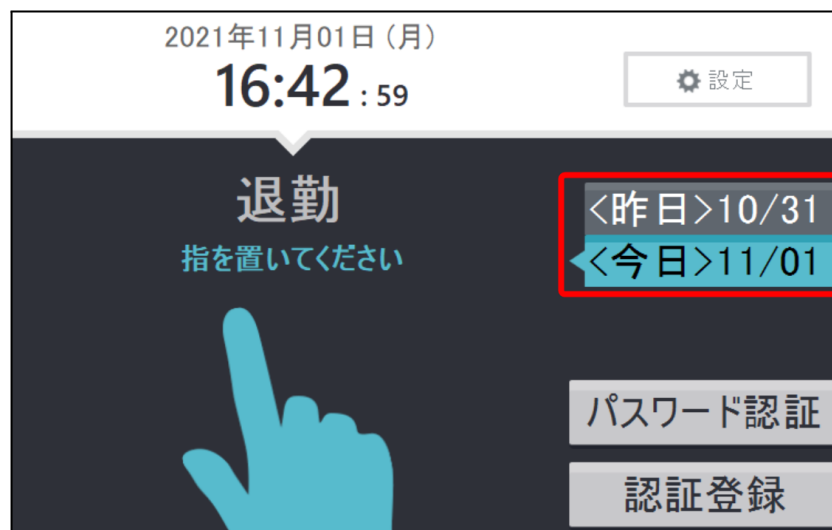 2021年11月01日（月）
16:42:59
設定
退勤
指を置いてください
<昨日>10/31
<今日>11/01
パスワード認証
認証登録